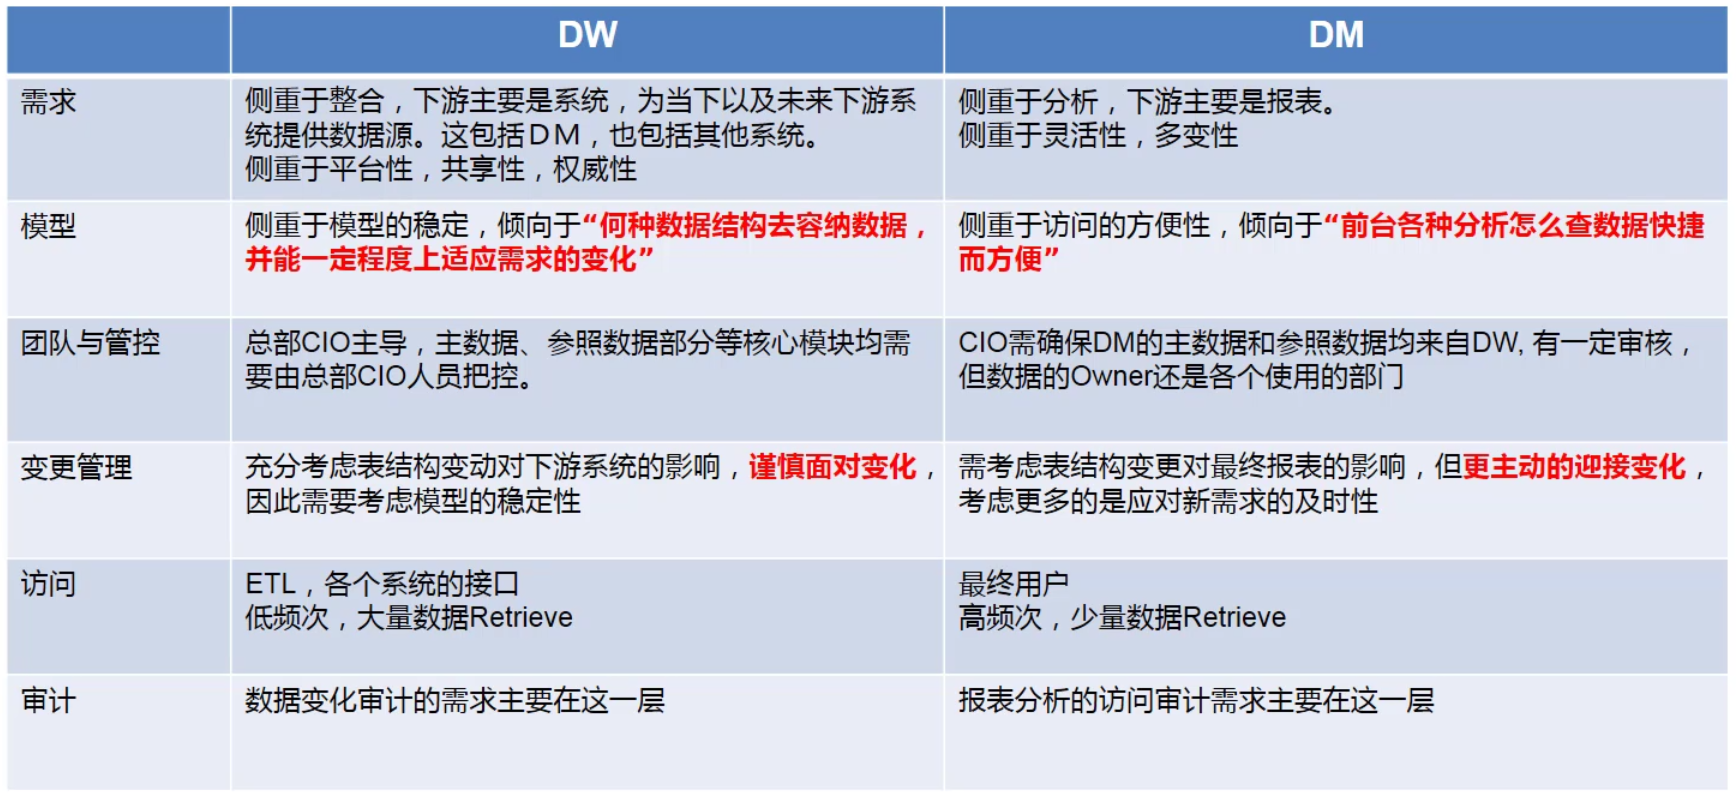 DW
DM
需求
侧重于整合，下游主要是系统，为当下以及未来下游系
统提供数据源。这包括ＤＭ，也包括其他系统。
侧重于平台性，共享性，权威性
侧重于分析，下游主要是报表。
侧重于灵活性，多变性
模型
侧重于模型的稳定，倾向于“何种数据结构去容纳数据，
并能一定程度上适应需求的变化”
侧重于访问的方便性，倾向于“前台各种分析怎么查数据快捷
而方便”
团队与管控
总部CIO主导，主数据、参照数据部分等核心模块均需
要由总部CIO人员把控。
CIO需确保DM的主数据和参照数据均来自DW, 有一定审核，
但数据的Owner还是各个使用的部门
变更管理
充分考虑表结构变动对下游系统的影响，谨慎面对变化，
因此需要考虑模型的稳定性
需考虑表结构变更对最终报表的影响，但更主动的迎接变化，
考虑更多的是应对新需求的及时性
访问
ETL，各个系统的接口
低频次，大量数据Retrieve
最终用户
高频次，少量数据Retrieve
审计
数据变化审计的需求主要在这一层
报表分析的访问审计需求主要在这一层